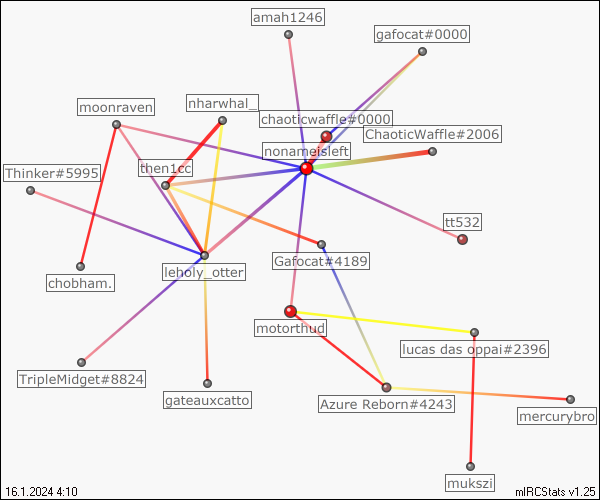 amah1246
gafocat#0000
moonraven
nharwhal_
chaoticwaffle#0000
ChaoticWaffle#2006
nonameisleft
Thinker#5995
then1cc
tt532
Gafocat#4189
leholy_otter
chobham.
motorthud
lucas das oppai#2396
TripleMidget#8824
gateauxcatto
Azure Reborn#4243
mercurybro
mukszi
16.1.2024 4:10
mIRCStats v1.25